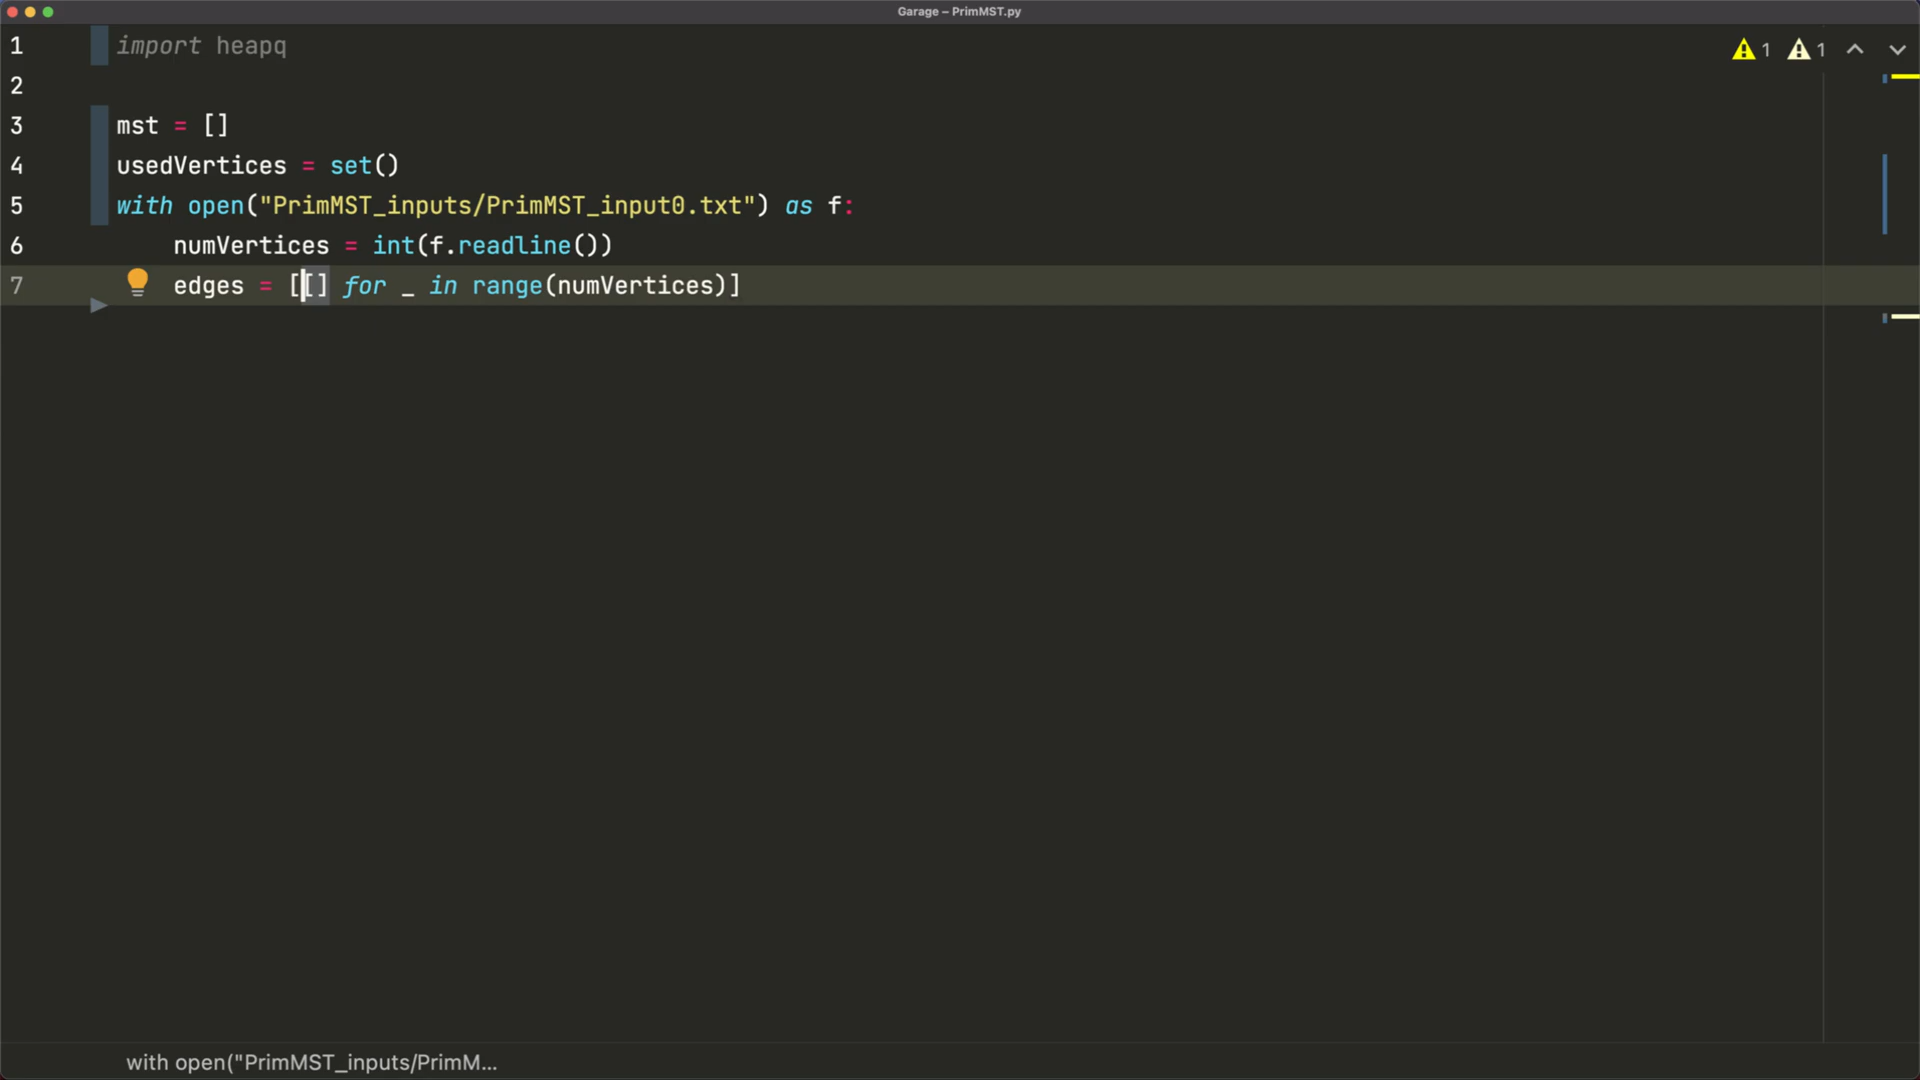 Garage – PrimMST.py
1 import heapq
1 1
2
3 mst = []
4 usedVertices = set()
5 with open("PrimMST_inputs/PrimMST_input0.txt") as f:
6 numVertices = int(f.readline())
7 edges = [[] for _ in range(numVertices)]
with open("PrimMST_inputs/PrimM...